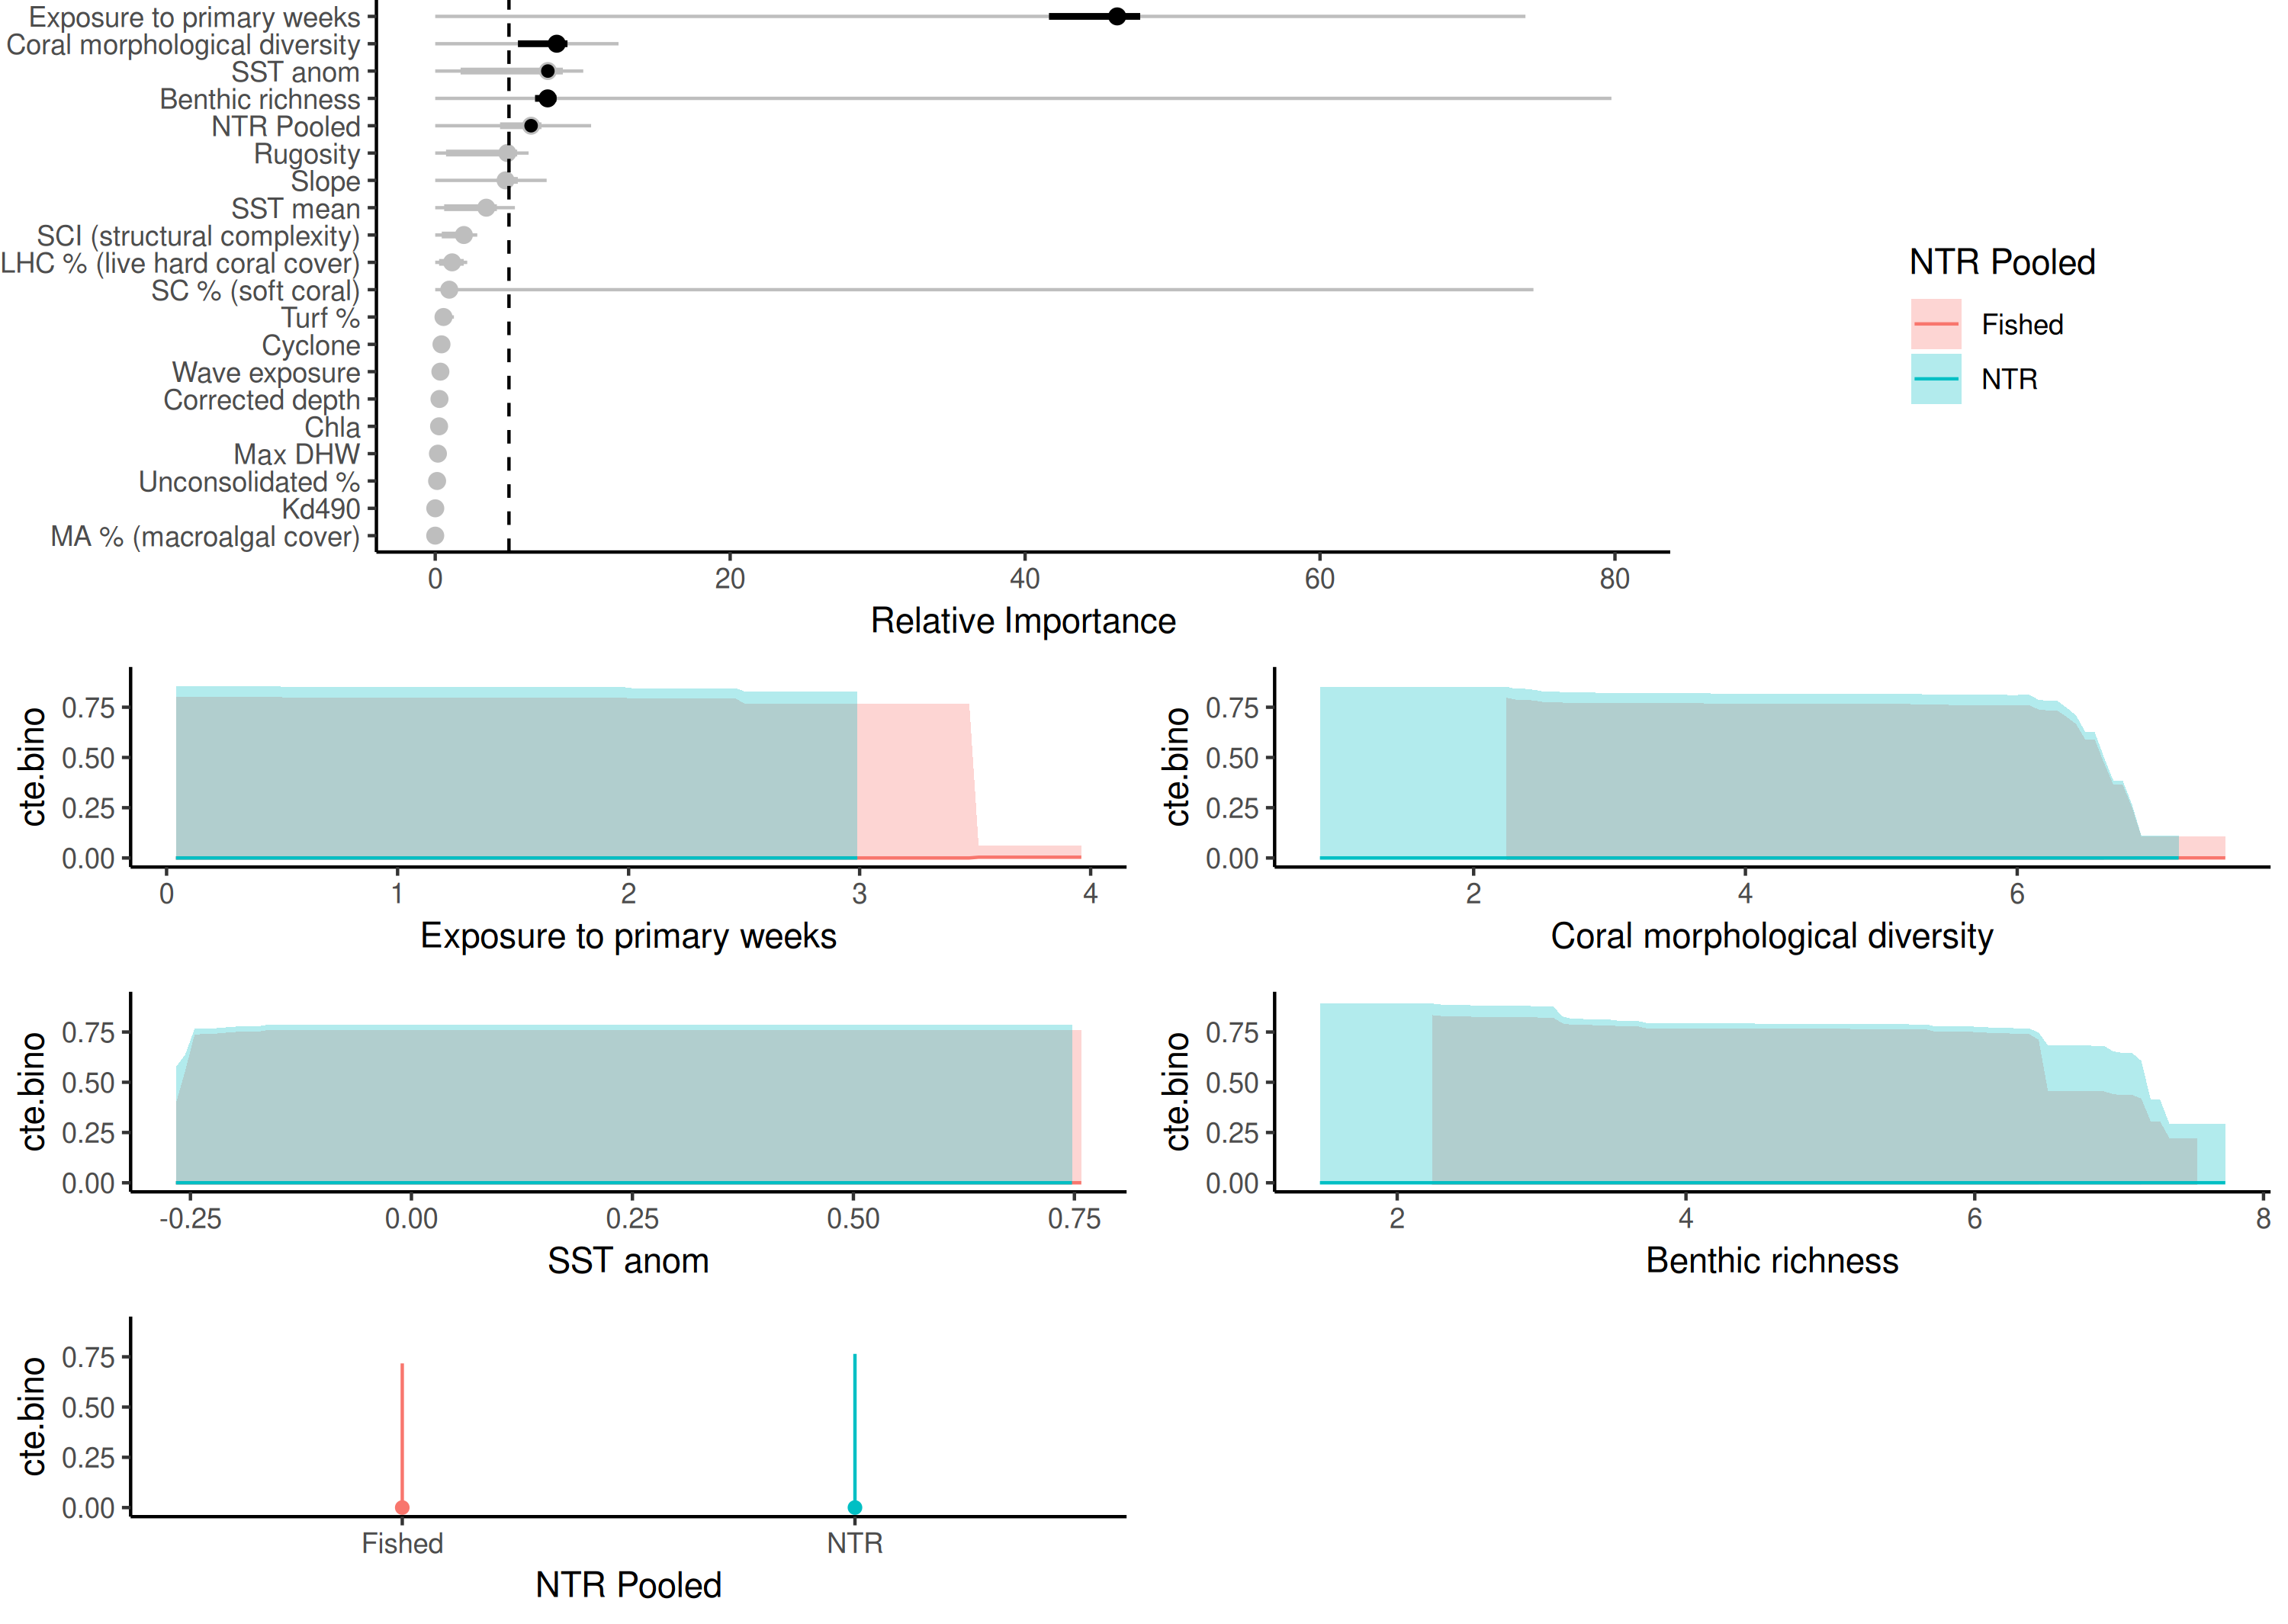 Exposure to primary weeks
Coral morphological diversity
SST anom
Benthic richness
NTR Pooled
Rugosity
Slope
SST mean
SCI (structural complexity)
LHC % (live hard coral cover)
SC % (soft coral)
Turf %
Cyclone
Wave exposure
Corrected depth
Chla
Max DHW
Unconsolidated %
Kd490
MA % (macroalgal cover)
0 20 40 60 80
Relative Importance
NTR Pooled
Fished
NTR
cte.bino
0.75
0.50
0.25
0.00
0 1 2 3 4
Exposure to primary weeks
cte.bino
0.75
0.50
0.25
0.00
2 4 6
Coral morphological diversity
cte.bino
0.75
0.50
0.25
0.00
-0.25 0.00 0.25 0.50 0.75
SST anom
cte.bino
0.75
0.50
0.25
0.00
2 4 6 8
Benthic richness
cte.bino
0.75
0.50
0.25
0.00
Fished NTR
NTR Pooled